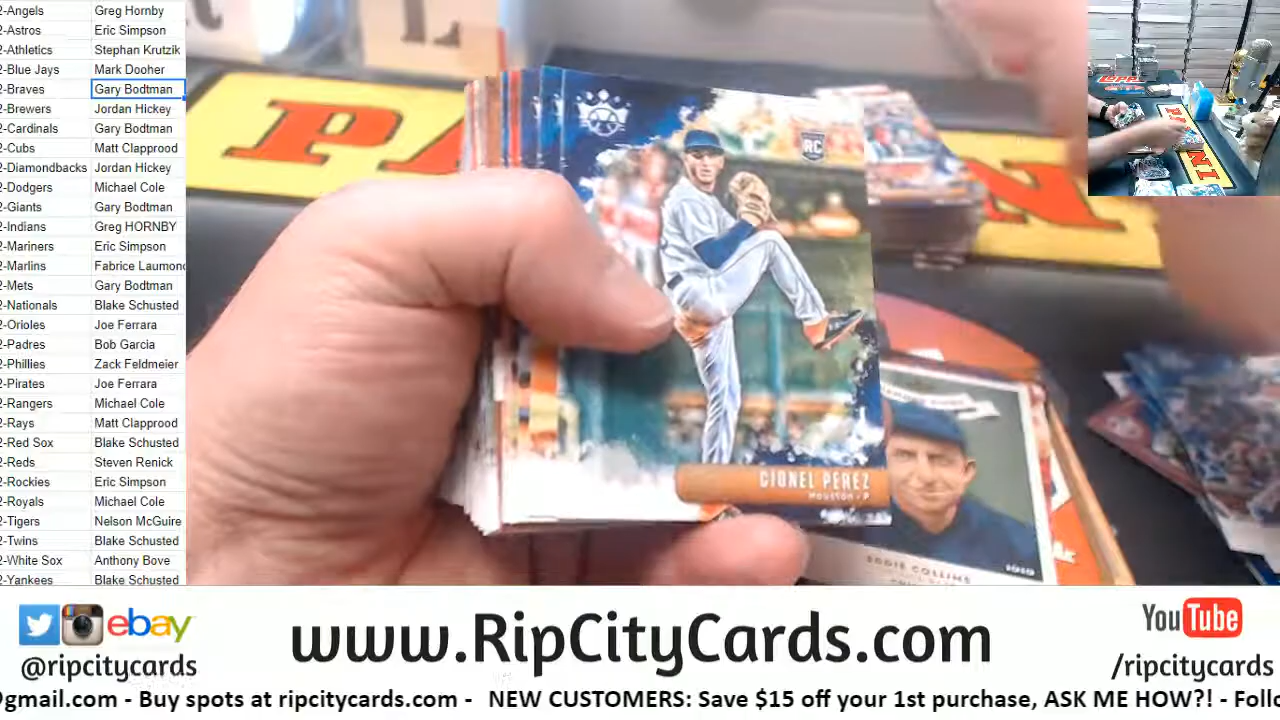 2-Angels Greg Hornby
2-Astros Eric Simpson
2-Athletics Stephan Krutzik
2-Blue Jays Mark Dooher
2-Braves Gary Bodtman
2-Brewers Jordan Hickey
2-Cardinals Gary Bodtman
2-Cubs Matt Clapprood
2-Diamondbacks Jordan Hickey
2-Dodgers Michael Cole
2-Giants Gary Bodtman
2-Indians Greg HORNBY
2-Mariners Eric Simpson
2-Marlins Fabrice Laumon
2-Mets Gary Bodtman
2-Nationals Blake Schusted
2-Orioles Joe Ferrara
2-Padres Bob Garcia
2-Phillies Zack Feldmeier
2-Pirates Joe Ferrara
2-Rangers Michael Cole
2-Rays Matt Clapprood
2-Red Sox Blake Schusted
2-Reds Steven Renick
2-Rockies Eric Simpson
2-Royals Michael Cole
2-Tigers Nelson McGuire
2-Twins Blake Schusted
2-White Sox Anthony Bove
2-Yankees Blake Schusted
RC
CIONEL PEREZ
HOUSTON - P
EDDIE COLLINS
1919
PANI
ebay
@ripcitycards
www.RipCityCards.com
YouTube
/ripcitycards
@gmail.com - Buy spots at ripcitycards.com - NEW CUSTOMERS: Save $15 off your 1st purchase, ASK ME HOW?! - Follo